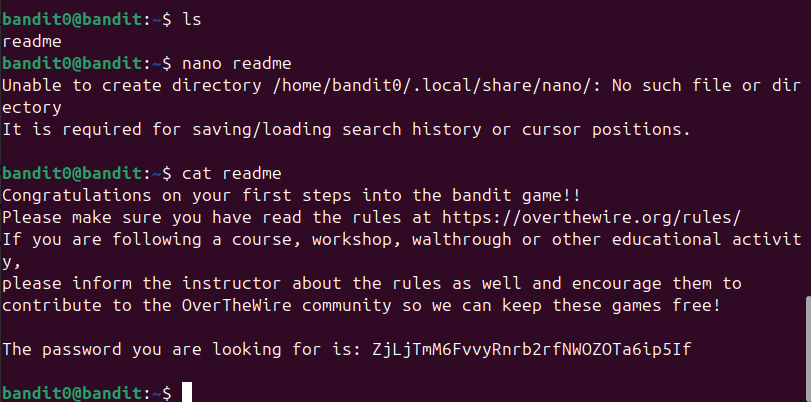 bandit0@bandit:~$ ls
readme
bandit0@bandit:~$ nano readme
Unable to create directory /home/bandit0/.local/share/nano/: No such file or dir
ectory
It is required for saving/loading search history or cursor positions.
bandit0@bandit:~$ cat readme
Congratulations on your first steps into the bandit game!!
Please make sure you have read the rules at https://overthewire.org/rules/
If you are following a course, workshop, walthrough or other educational activit
y,
please inform the instructor about the rules as well and encourage them to
contribute to the OverTheWire community so we can keep these games free!
The password you are looking for is: ZjLjTmM6FvvyRnrb2rfNWOZOTa6ip5If
bandit0@bandit:~$